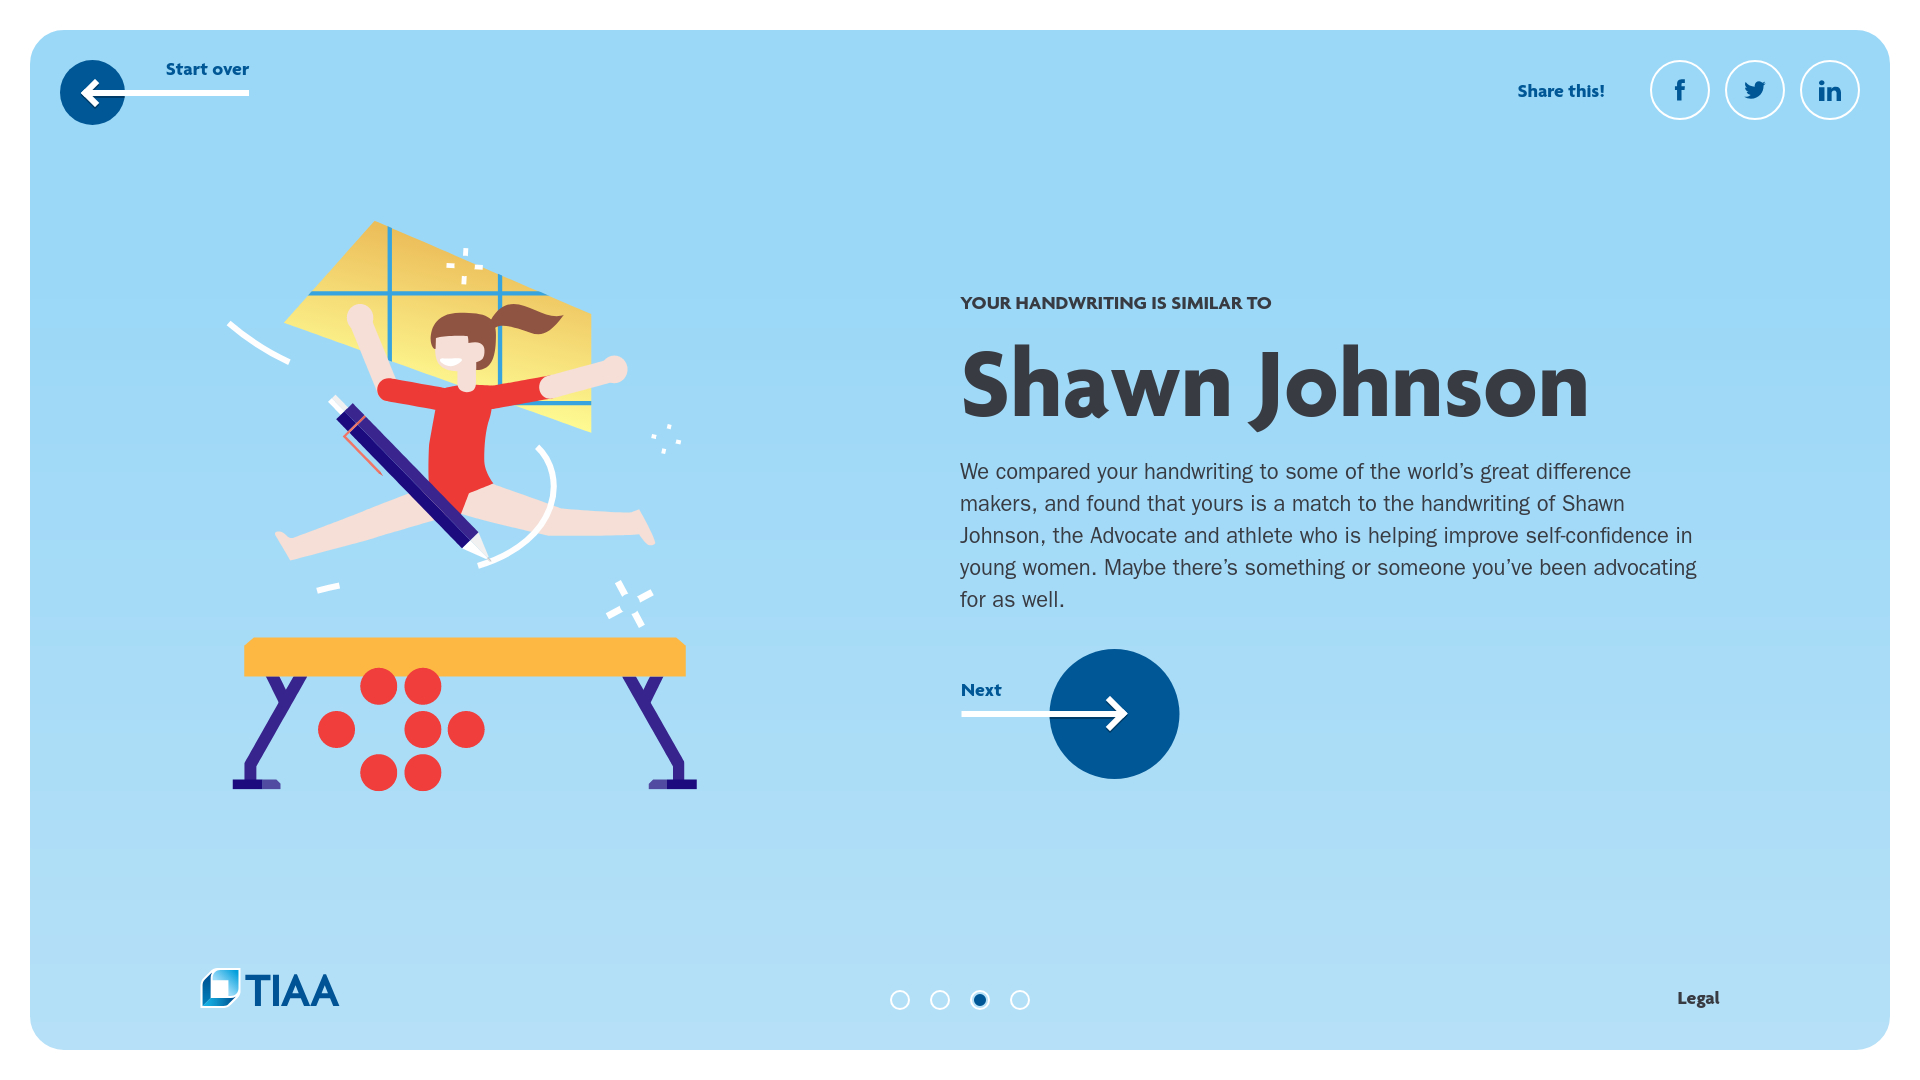 Start over
Share this!
YOUR HANDWRITING IS SIMILAR TO
Shawn Johnson
We compared your handwriting to some of the world’s great difference
makers, and found that yours is a match to the handwriting of Shawn
Johnson, the Advocate and athlete who is helping improve self-confidence in
young women. Maybe there’s something or someone you’ve been advocating
for as well.
Next
TIAA
Legal